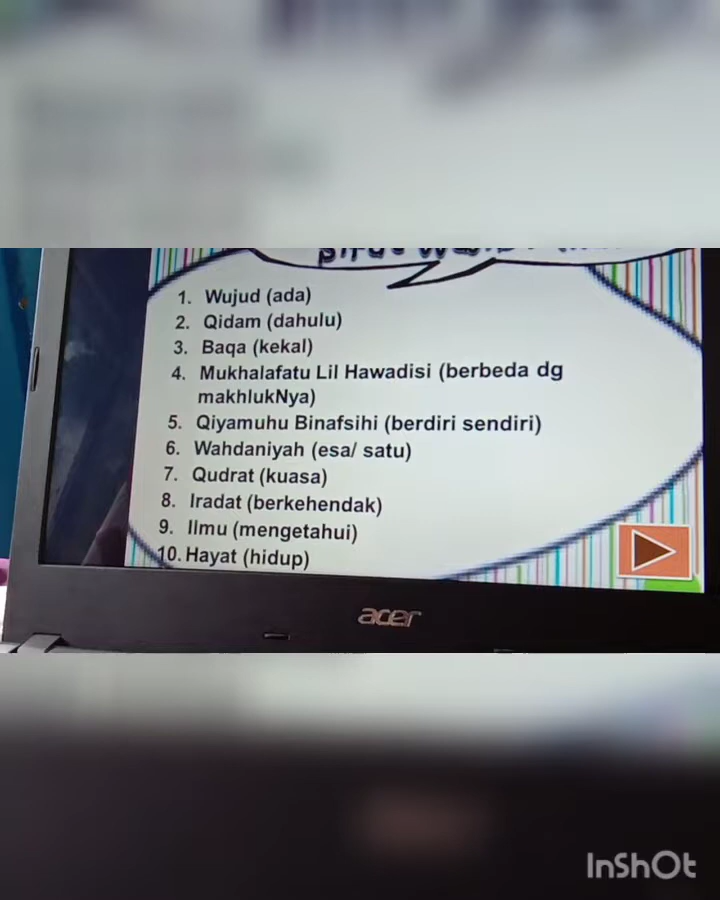 1. Wujud (ada)
2. Qidam (dahulu)
3. Baqa (kekal)
4. Mukhalafatu Lil Hawadisi (berbeda dg
makhlukNya)
5. Qiyamuhu Binafsihi (berdiri sendiri)
6. Wahdaniyah (esa/ satu)
7. Qudrat (kuasa)
8. Iradat (berkehendak)
9. Ilmu (mengetahui)
10. Hayat (hidup)
acer
InShOt